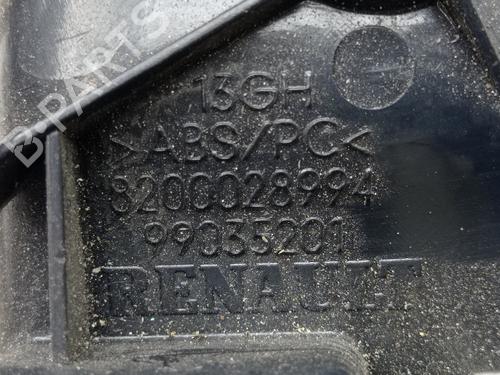 B-PARTS
13GH
>ABS/PC<
8200028994
99035201
RENAULT